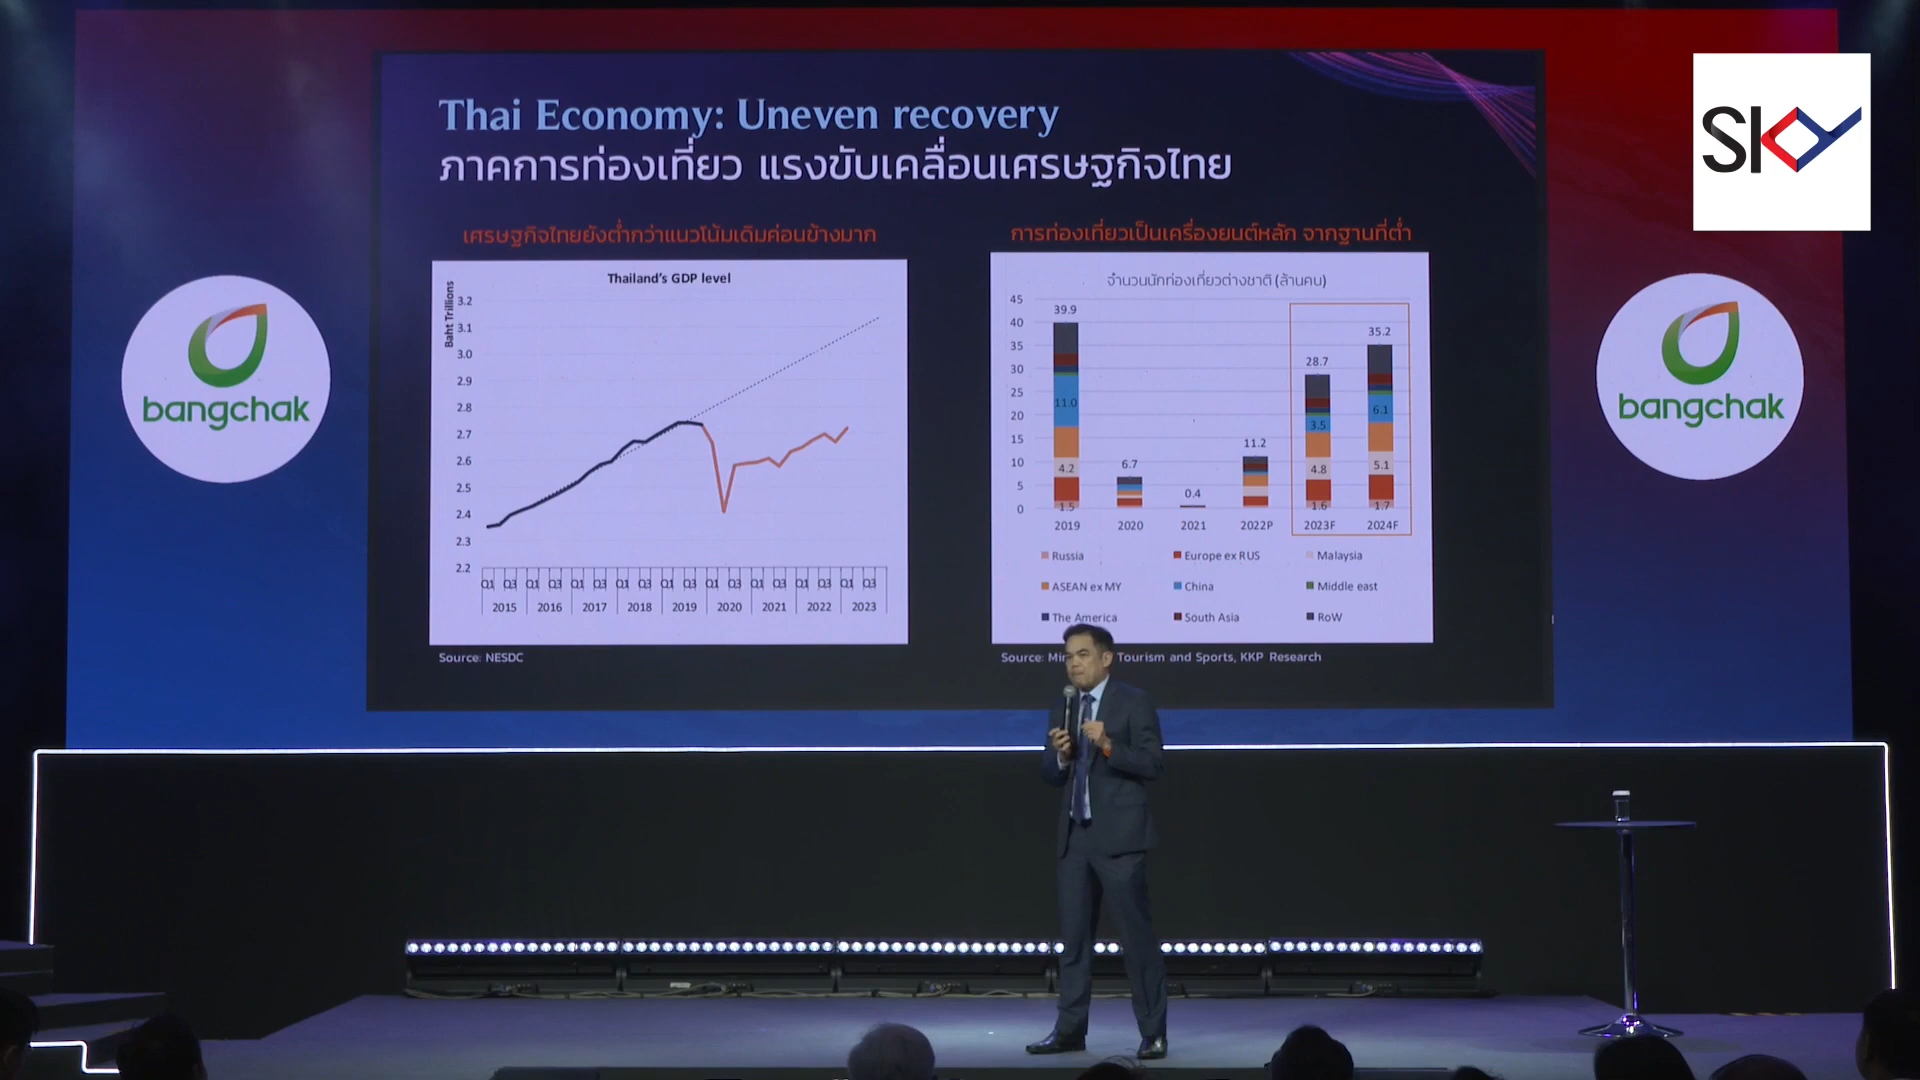 Thai Economy: Uneven recovery
ภาคการท่องเที่ยว แรงขับเคลื่อนเศรษฐกิจไทย
SKY
bangchak
bangchak
เศรษฐกิจไทยยังต่ำกว่าแนวโน้มเดิมค่อนข้างมาก
Thailand's GDP level
Baht Trillions
3.2
3.1
3.0
2.9
2.8
2.7
2.6
2.5
2.4
2.3
2.2
Q1 Q3 Q1 Q3 Q1 Q3 Q1 Q3 Q1 Q3 Q1 Q3 Q1 Q3 Q1 Q3 Q1 Q3
2015 2016 2017 2018 2019 2020 2021 2022 2023
Source: NESDC
การท่องเที่ยวเป็นเครื่องยนต์หลัก จากฐานที่ต่ำ
จำนวนนักท่องเที่ยวต่างชาติ (ล้านคน)
45
40
35
30
25
20
15
10
5
0
39.9
11.0
4.2
1.5
6.7
0.4
11.2
28.7
3.5
4.8
1.6
35.2
6.1
5.1
1.7
2019 2020 2021 2022P 2023F 2024F
Russia Europe ex RUS Malaysia
ASEAN ex MY China Middle east
The America South Asia RoW
Source: Tourism and Sports, KKP Research